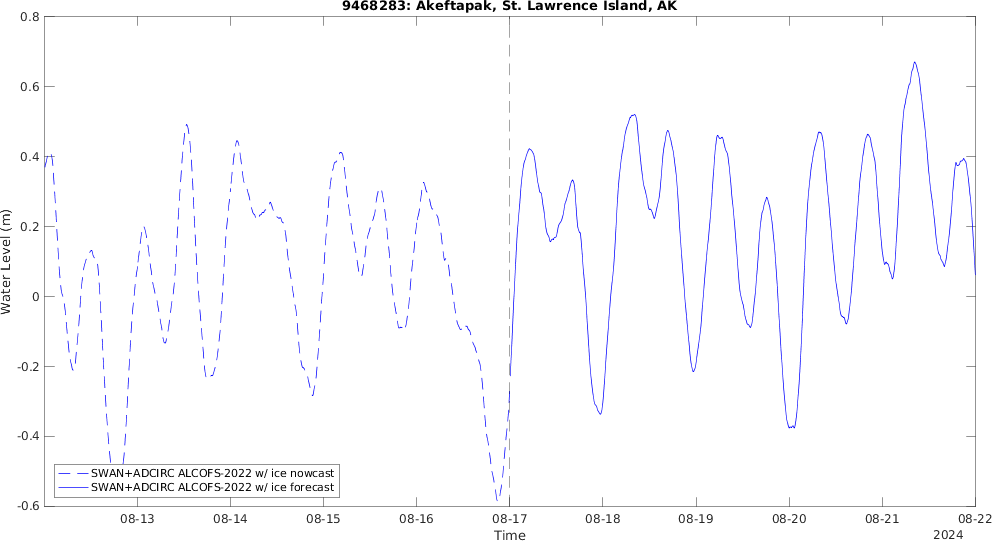 9468283: Akeftapak, St. Lawrence Island, AK
0.8
0.6
0.4
0.2
0
-0.2
-0.4
-0.6
Water Level (m)
SWAN+ADCIRC ALCOFS-2022 w/ ice nowcast
SWAN+ADCIRC ALCOFS-2022 w/ ice forecast
08-13 08-14 08-15 08-16 08-17 08-18 08-19 08-20 08-21 08-22
Time
2024